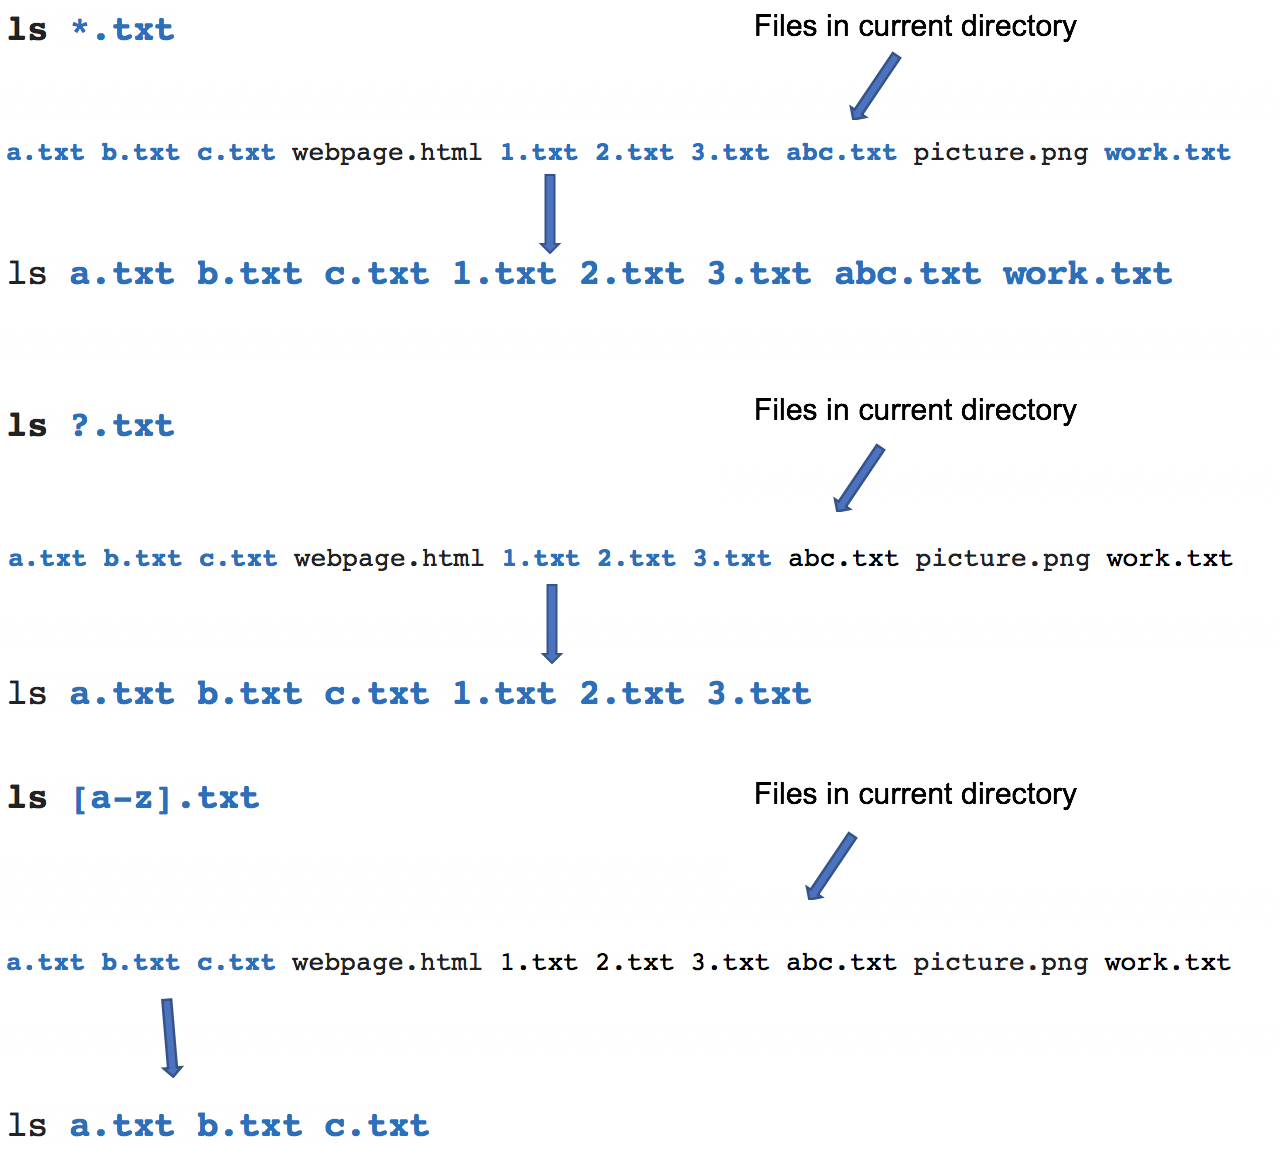 ls *.txt
Files in current directory
a.txt b.txt c.txt webpage.html 1.txt 2.txt 3.txt abc.txt picture.png work.txt
ls a.txt b.txt c.txt 1.txt 2.txt 3.txt abc.txt work.txt
ls ?.txt
Files in current directory
a.txt b.txt c.txt webpage.html 1.txt 2.txt 3.txt abc.txt picture.png work.txt
ls a.txt b.txt c.txt 1.txt 2.txt 3.txt
ls [a-z].txt
Files in current directory
a.txt b.txt c.txt webpage.html 1.txt 2.txt 3.txt abc.txt picture.png work.txt
ls a.txt b.txt c.txt